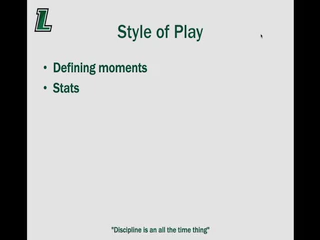 L
Style of Play
• Defining moments
• Stats
"Discipline is an all the time thing"